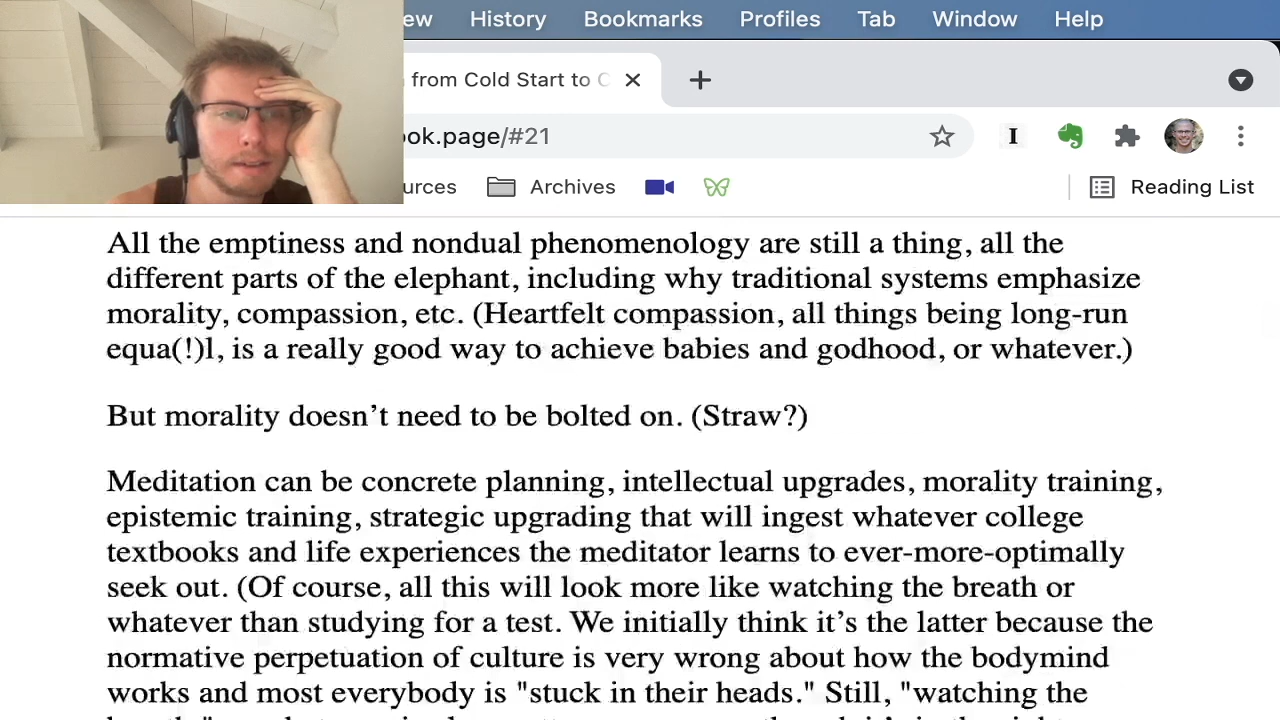 ew History Bookmarks Profiles Tab Window Help
from Cold Start to C
ook.page/#21
urces Archives Reading List
All the emptiness and nondual phenomenology are still a thing, all the
different parts of the elephant, including why traditional systems emphasize
morality, compassion, etc. (Heartfelt compassion, all things being long-run
equa(!)l, is a really good way to achieve babies and godhood, or whatever.)
But morality doesn’t need to be bolted on. (Straw?)
Meditation can be concrete planning, intellectual upgrades, morality training,
epistemic training, strategic upgrading that will ingest whatever college
textbooks and life experiences the meditator learns to ever-more-optimally
seek out. (Of course, all this will look more like watching the breath or
whatever than studying for a test. We initially think it’s the latter because the
normative perpetuation of culture is very wrong about how the bodymind
works and most everybody is "stuck in their heads." Still, "watching the